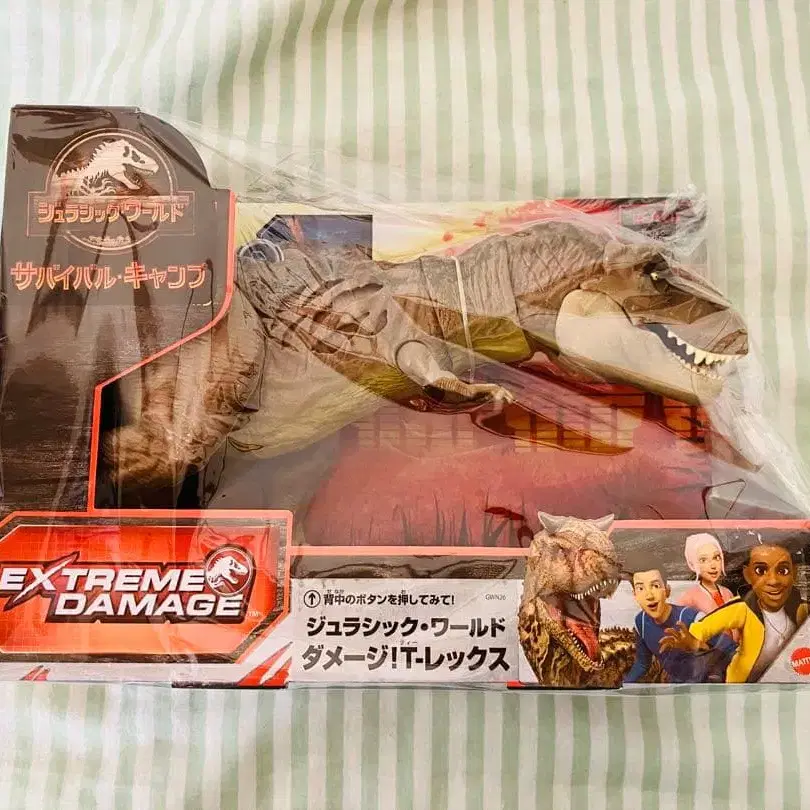 ジュラシック・ワールド
サバイバル・キャンプ
EXTREME
DAMAGE™
背中のボタンを押してみて!
GWN26
ジュラシック・ワールド
ダメージ!T-レックス